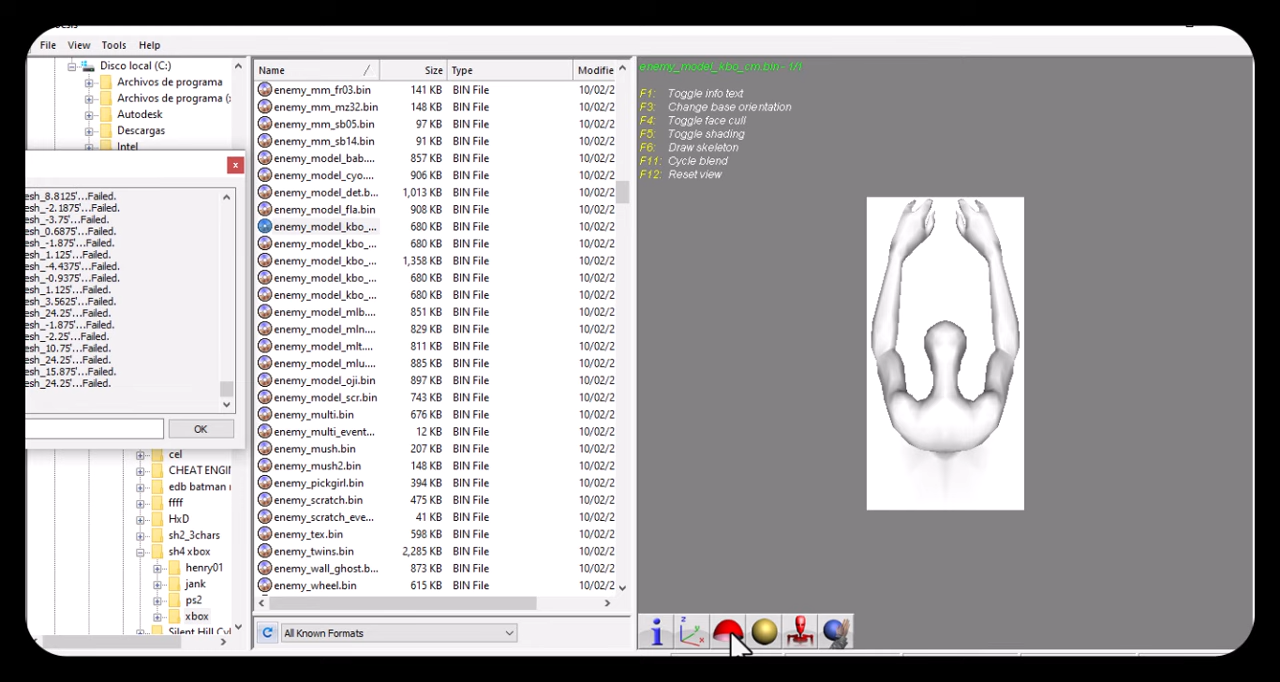 File View Tools Help
Disco local (C:)
Archivos de programa
Archivos de programa (:
Autodesk
Descargas
Intel
x
esh_8.8125'...Failed.
esh_-2.1875'...Failed.
esh_-3.75'...Failed.
esh_0.6875'...Failed.
esh_-1.875'...Failed.
esh_1.125'...Failed.
esh_-4.4375'...Failed.
esh_-0.9375'...Failed.
esh_1.125'...Failed.
esh_3.5625'...Failed.
esh_24.25'...Failed.
esh_-1.875'...Failed.
esh_-2.25'...Failed.
esh_10.75'...Failed.
esh_24.25'...Failed.
esh_15.875'...Failed.
esh_24.25'...Failed.
OK
cel
CHEAT ENGIN
edb batman r
ffff
HxD
sh2_3chars
sh4 xbox
henry01
jank
ps2
xbox
Name Size Type Modifie
enemy_mm_fr03.bin 141 KB BIN File 10/02/2
enemy_mm_mz32.bin 148 KB BIN File 10/02/2
enemy_mm_sb05.bin 97 KB BIN File 10/02/2
enemy_mm_sb14.bin 91 KB BIN File 10/02/2
enemy_model_bab.... 857 KB BIN File 10/02/2
enemy_model_cyo.... 906 KB BIN File 10/02/2
enemy_model_det.b... 1,013 KB BIN File 10/02/2
enemy_model_fla.bin 908 KB BIN File 10/02/2
enemy_model_kbo_... 680 KB BIN File 10/02/2
enemy_model_kbo_... 680 KB BIN File 10/02/2
enemy_model_kbo_... 1,358 KB BIN File 10/02/2
enemy_model_kbo_... 680 KB BIN File 10/02/2
enemy_model_kbo_... 680 KB BIN File 10/02/2
enemy_model_mlb.... 851 KB BIN File 10/02/2
enemy_model_mln.... 829 KB BIN File 10/02/2
enemy_model_mlt.... 811 KB BIN File 10/02/2
enemy_model_mlu.... 885 KB BIN File 10/02/2
enemy_model_oji.bin 897 KB BIN File 10/02/2
enemy_model_scr.bin 743 KB BIN File 10/02/2
enemy_multi.bin 676 KB BIN File 10/02/2
enemy_multi_event... 12 KB BIN File 10/02/2
enemy_mush.bin 207 KB BIN File 10/02/2
enemy_mush2.bin 148 KB BIN File 10/02/2
enemy_pickgirl.bin 394 KB BIN File 10/02/2
enemy_scratch.bin 475 KB BIN File 10/02/2
enemy_scratch_eve... 41 KB BIN File 10/02/2
enemy_tex.bin 598 KB BIN File 10/02/2
enemy_twins.bin 2,285 KB BIN File 10/02/2
enemy_wall_ghost.b... 873 KB BIN File 10/02/2
enemy_wheel.bin 615 KB BIN File 10/02/2
All Known Formats
enemy_model_kbo_cm.bin - 1/1
F1: Toggle info text
F3: Change base orientation
F4: Toggle face cull
F5: Toggle shading
F6: Draw skeleton
F11: Cycle blend
F12: Reset view